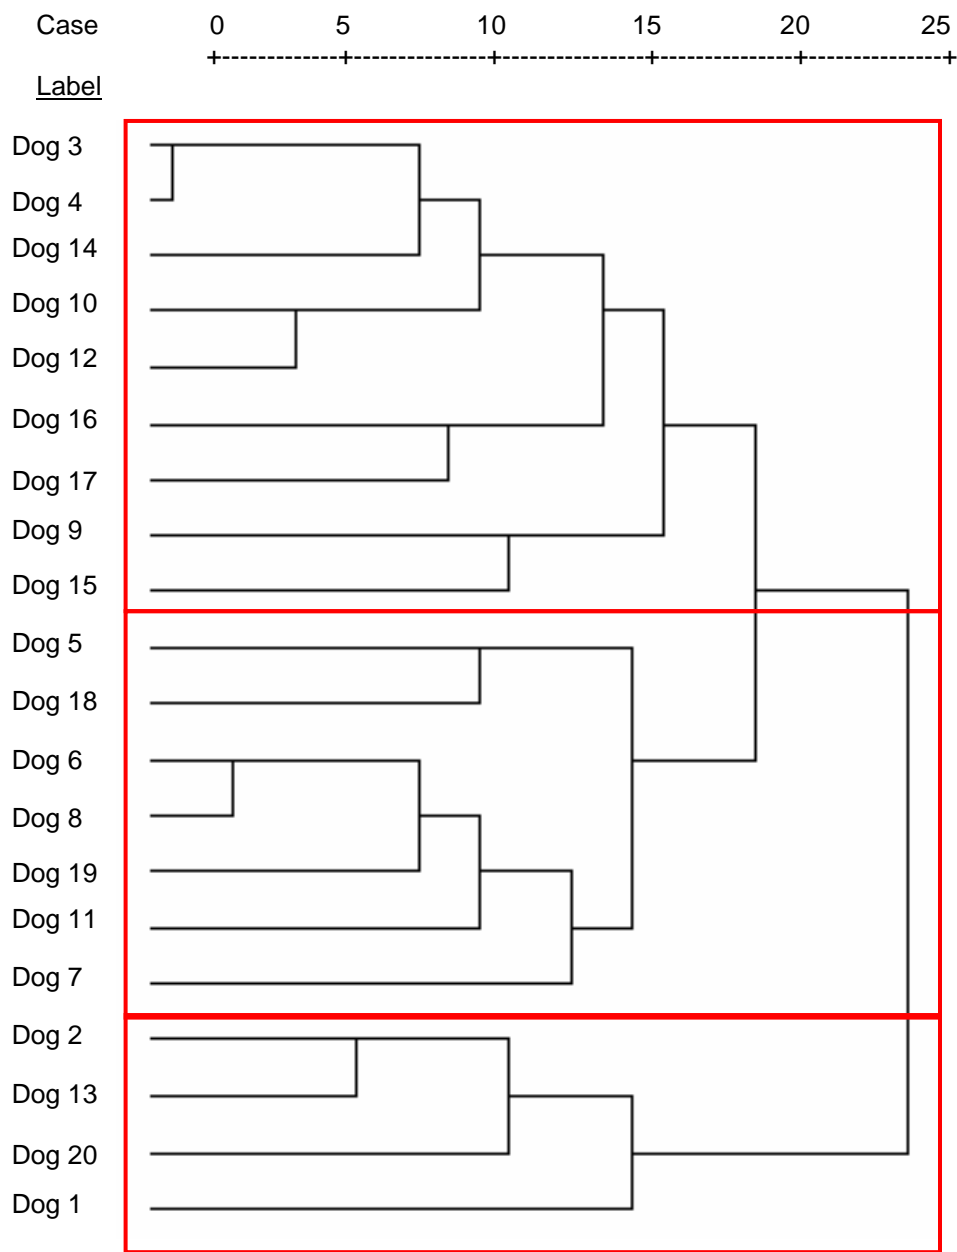 Case 0 5 10 15 20 25
+---------+---------+---------+---------+---------+
Label
Dog 3
Dog 4
Dog 14
Dog 10
Dog 12
Dog 16
Dog 17
Dog 9
Dog 15
Dog 5
Dog 18
Dog 6
Dog 8
Dog 19
Dog 11
Dog 7
Dog 2
Dog 13
Dog 20
Dog 1